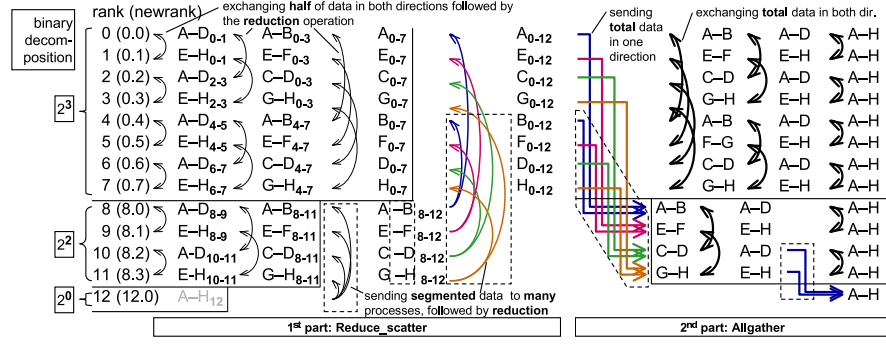 binary
decom-
position
rank (newrank)
exchanging half of data in both directions followed by
the reduction operation
sending
total data
in one
direction
exchanging total data in both dir.
0 (0.0) A–D0-1 A–B0-3 A0-7 A0-12 A–B A–D A–H
1 (0.1) E–H0-1 E–F0-3 E0-7 E0-12 E–F E–H A–H
2 (0.2) A–D2-3 C–D0-3 C0-7 C0-12 C–D A–D A–H
3 (0.3) E–H2-3 G–H0-3 G0-7 G0-12 G–H E–H A–H
2³
4 (0.4) A–D4-5 A–B4-7 B0-7 B0-12 A–B A–D A–H
5 (0.5) E–H4-5 E–F4-7 F0-7 F0-12 F–G E–H A–H
6 (0.6) A–D6-7 C–D4-7 D0-7 D0-12 C–D A–D A–H
7 (0.7) E–H6-7 G–H4-7 H0-7 H0-12 G–H E–H A–H
8 (8.0) A–D8-9 A–B8-11 A–B8-12 A–B A–D A–H
9 (8.1) E–H8-9 E–F8-11 E–F8-12 E–F E–H A–H
2²
10 (8.2) A-D10-11 C–D8-11 C–D8-12 C–D A–D A–H
11 (8.3) E-H10-11 G–H8-11 G–H8-12 G–H E–H A–H
2⁰
12 (12.0) A–H12 A–H
sending segmented data to many
processes, followed by reduction
1st part: Reduce_scatter
2nd part: Allgather